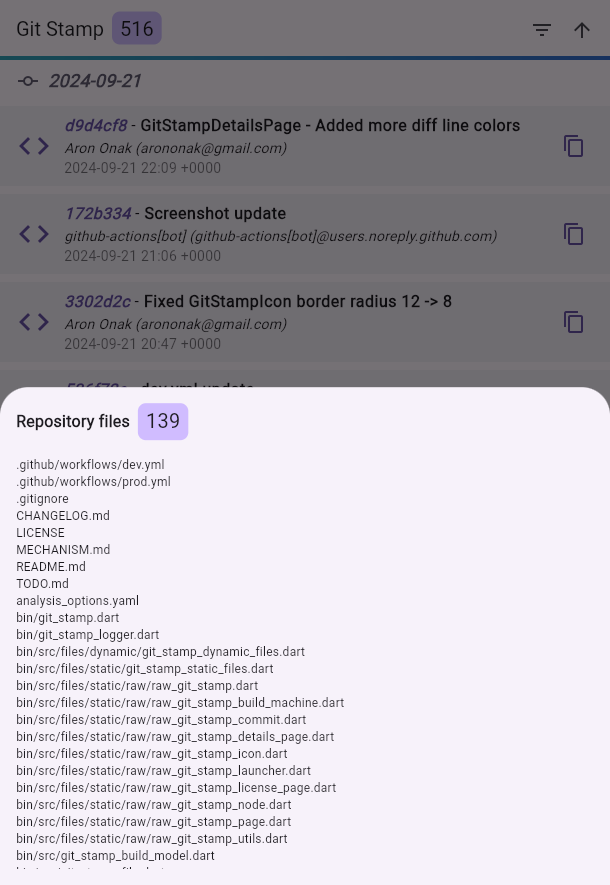 Git Stamp 516
2024-09-21
d9d4cf8 - GitStampDetailsPage - Added more diff line colors
Aron Onak (arononak@gmail.com)
2024-09-21 22:09 +0000
172b334 - Screenshot update
github-actions[bot] (github-actions[bot]@users.noreply.github.com)
2024-09-21 21:06 +0000
3302d2c - Fixed GitStampIcon border radius 12 -> 8
Aron Onak (arononak@gmail.com)
2024-09-21 20:47 +0000
- dev.yml update
Repository files 139
.github/workflows/dev.yml
.github/workflows/prod.yml
.gitignore
CHANGELOG.md
LICENSE
MECHANISM.md
README.md
TODO.md
analysis_options.yaml
bin/git_stamp.dart
bin/git_stamp_logger.dart
bin/src/files/dynamic/git_stamp_dynamic_files.dart
bin/src/files/static/git_stamp_static_files.dart
bin/src/files/static/raw/raw_git_stamp.dart
bin/src/files/static/raw/raw_git_stamp_build_machine.dart
bin/src/files/static/raw/raw_git_stamp_commit.dart
bin/src/files/static/raw/raw_git_stamp_details_page.dart
bin/src/files/static/raw/raw_git_stamp_icon.dart
bin/src/files/static/raw/raw_git_stamp_launcher.dart
bin/src/files/static/raw/raw_git_stamp_license_page.dart
bin/src/files/static/raw/raw_git_stamp_node.dart
bin/src/files/static/raw/raw_git_stamp_page.dart
bin/src/files/static/raw/raw_git_stamp_utils.dart
bin/src/git_stamp_build_model.dart